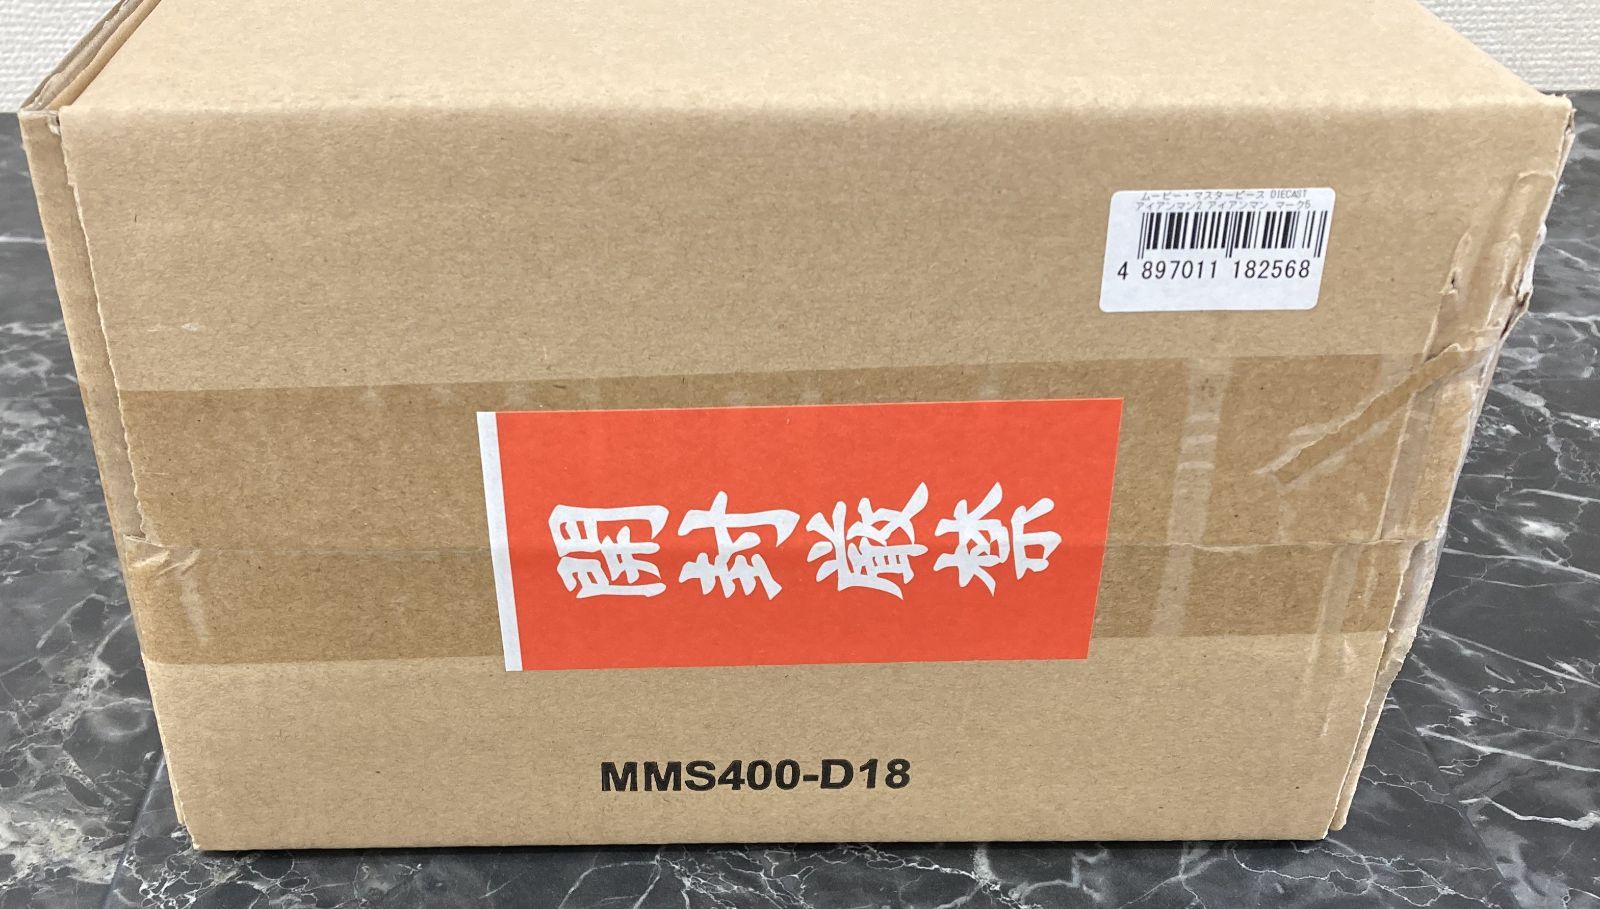 ムービー・マスターピース DIECAST
アイアンマン2 アイアンマン マーク5
4 897011 182568
開封厳禁
MMS400-D18